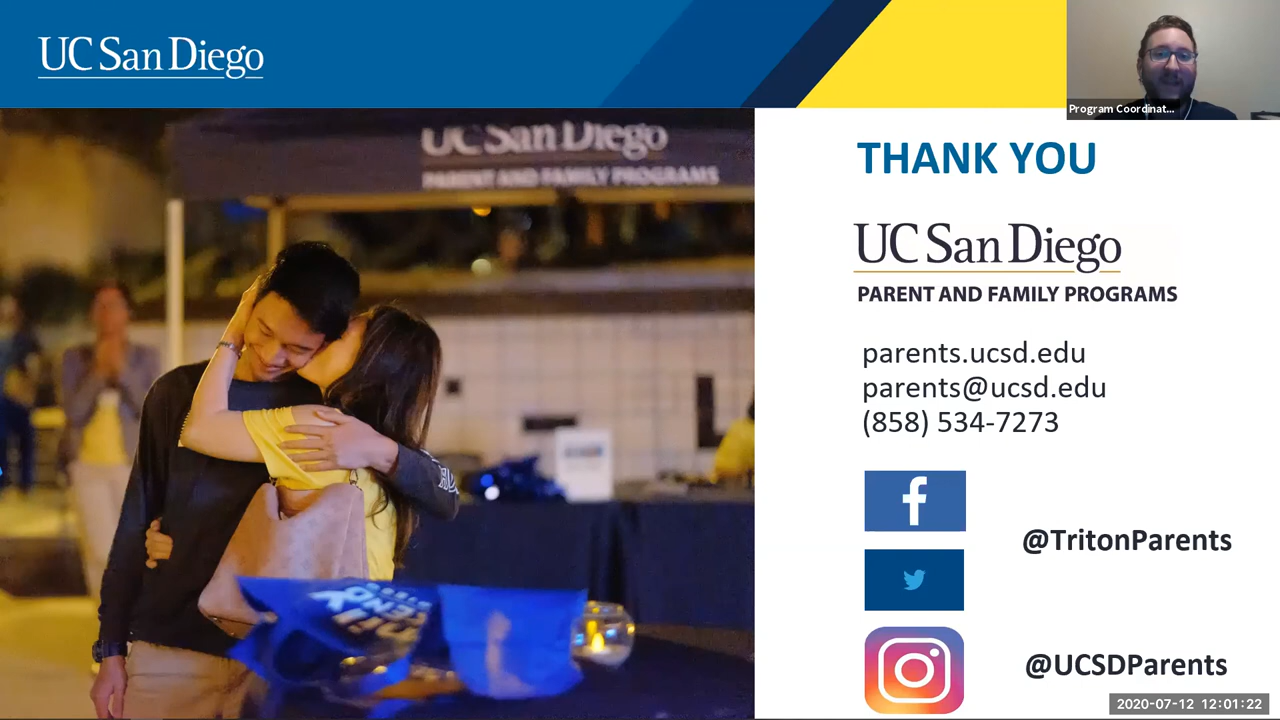 UC San Diego
Program Coordinat...
UC San Diego
PARENT AND FAMILY PROGRAMS
THANK YOU
UC San Diego
PARENT AND FAMILY PROGRAMS
parents.ucsd.edu
parents@ucsd.edu
(858) 534-7273
@TritonParents
@UCSDParents
2020-07-12 12:01:22